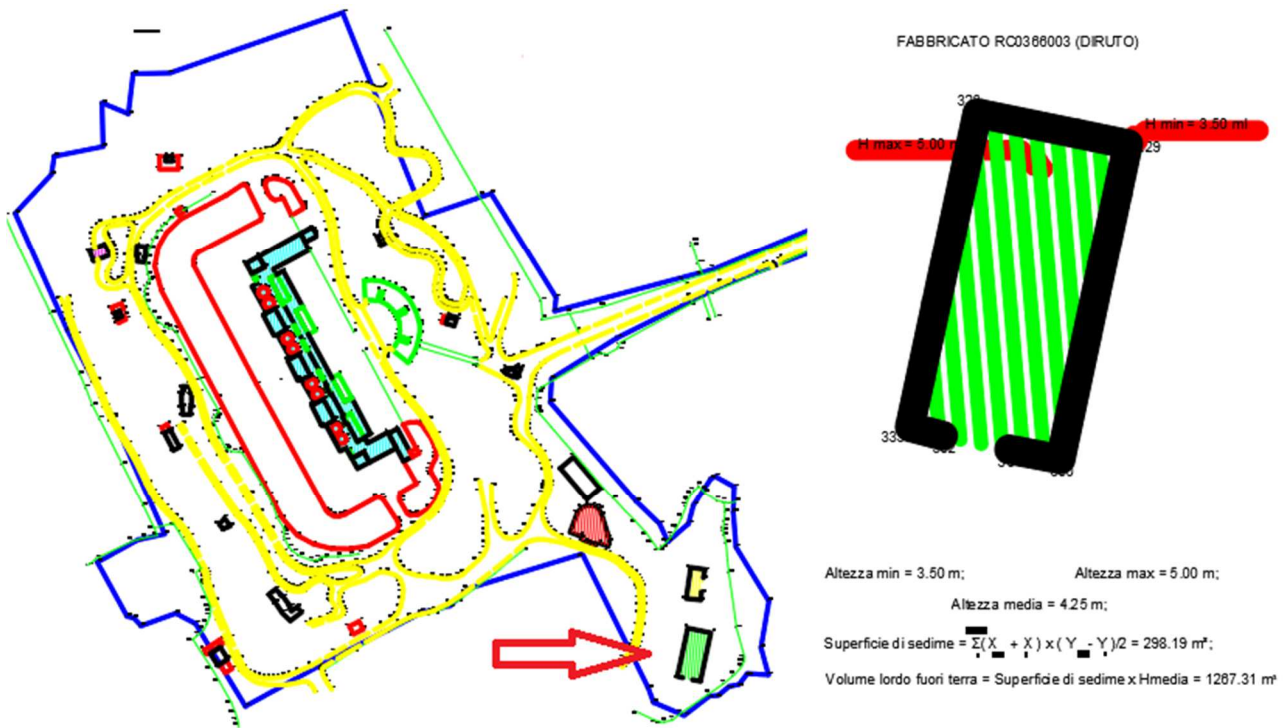 FABBRICATO RC0366003 (DIRUTO)
H min = 3.50 ml
H max = 5.00
29
Altezza min = 3.50 m;
Altezza max = 5.00 m;
Altezza media = 4.25 m;
Superficie di sedime = Σ(X + X) x (Y - Y)/2 = 298.19 m²;
Volume lordo fuori terra = Superficie di sedime x Hmedia = 1267.31 m³